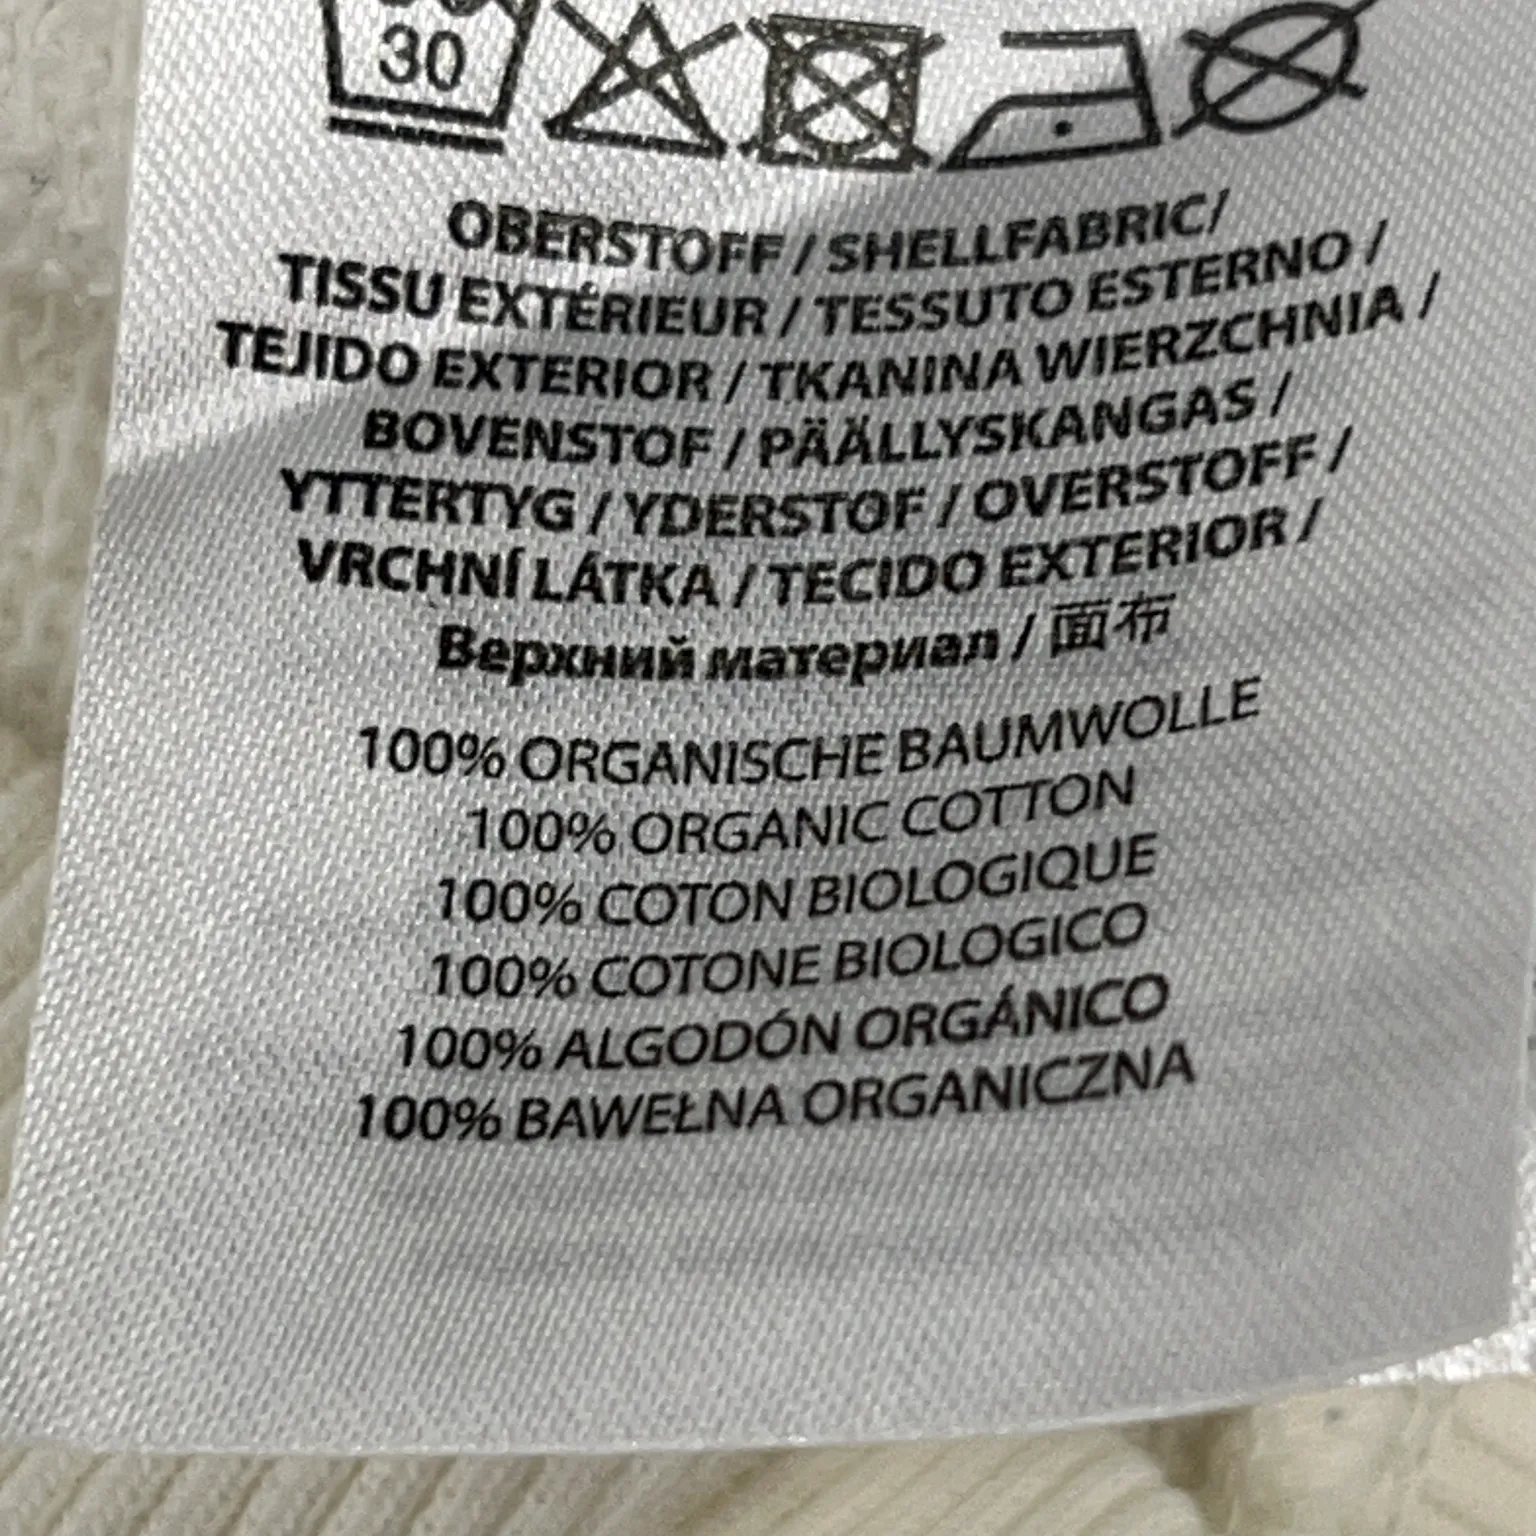 30
OBERSTOFF / SHELLFABRIC/
TISSU EXTÉRIEUR / TESSUTO ESTERNO /
TEJIDO EXTERIOR / TKANINA WIERZCHNIA /
BOVENSTOF / PÄÄLLYSKANGAS /
YTTERTYG / YDERSTOF / OVERSTOFF /
VRCHNÍ LÁTKA / TECIDO EXTERIOR /
Верхний материал / 面布
100% ORGANISCHE BAUMWOLLE
100% ORGANIC COTTON
100% COTON BIOLOGIQUE
100% COTONE BIOLOGICO
100% ALGODÓN ORGÁNICO
100% BAWEŁNA ORGANICZNA